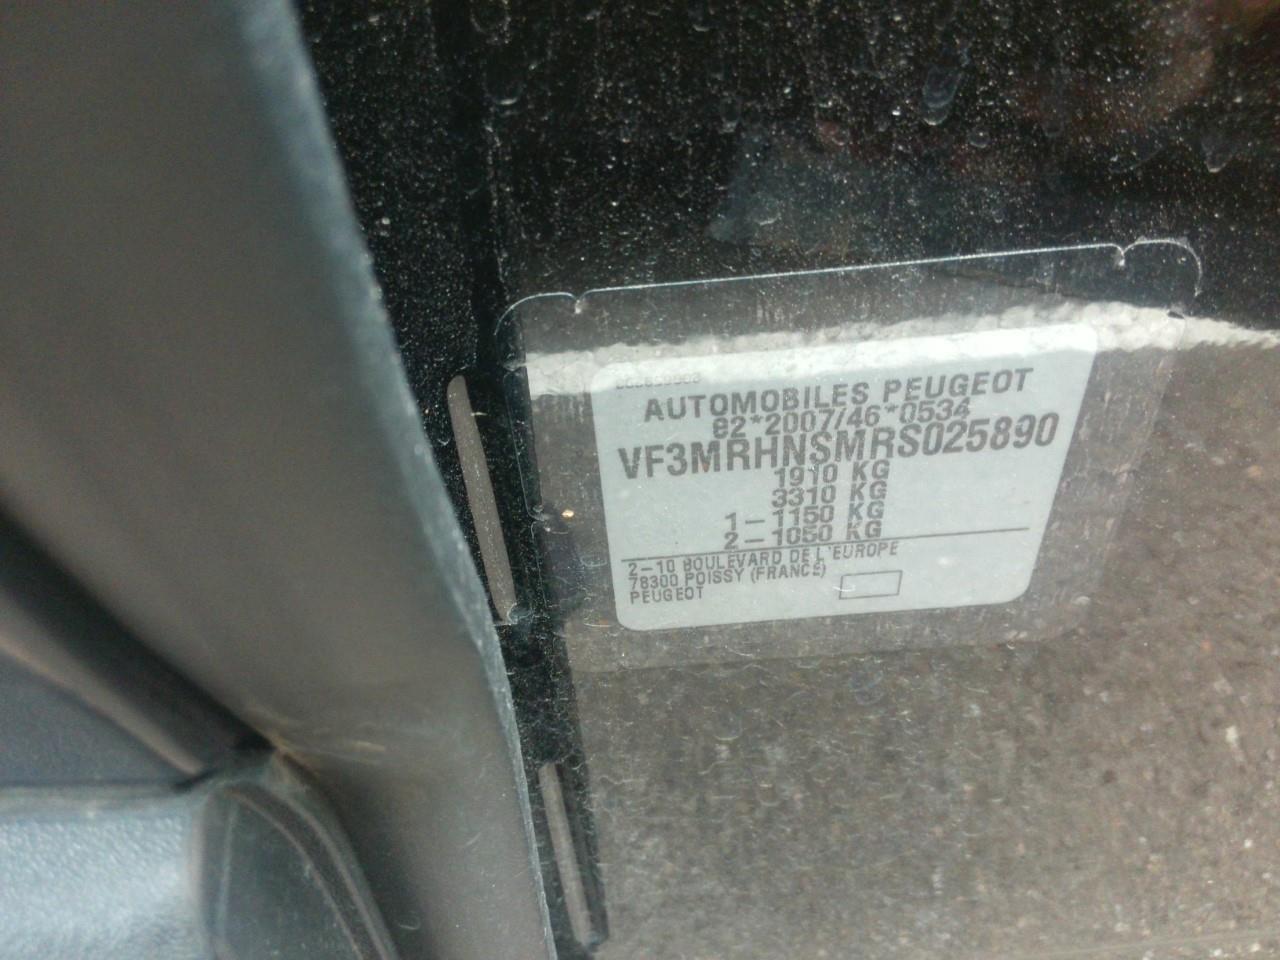 AUTOMOBILES PEUGEOT
e2*2007/46*0534
VF3MRHNSMRS025890
1910 KG
3310 KG
1-1150 KG
2-1050 KG
2-10 BOULEVARD DE L'EUROPE
78300 POISSY (FRANCE)
PEUGEOT